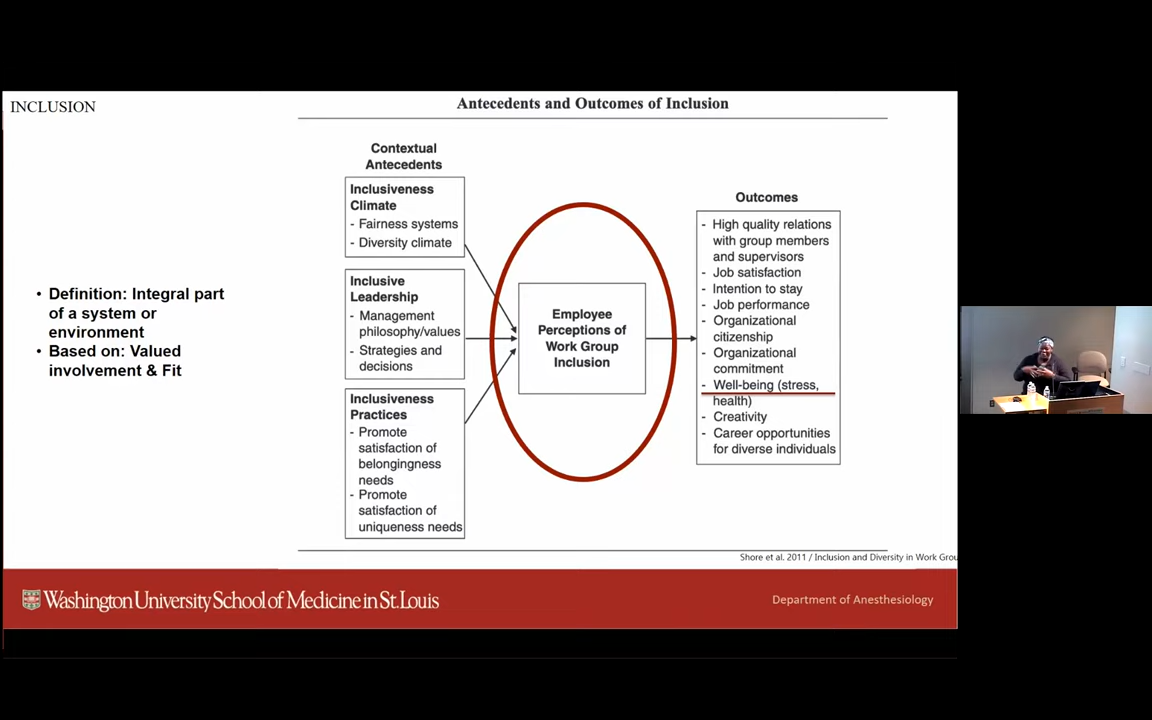 INCLUSION
Antecedents and Outcomes of Inclusion
• Definition: Integral part
of a system or
environment
• Based on: Valued
involvement & Fit
Contextual
Antecedents
Inclusiveness
Climate
- Fairness systems
- Diversity climate
Inclusive
Leadership
- Management
philosophy/values
- Strategies and
decisions
Inclusiveness
Practices
- Promote
satisfaction of
belongingness
needs
- Promote
satisfaction of
uniqueness needs
Employee
Perceptions of
Work Group
Inclusion
Outcomes
- High quality relations
with group members
and supervisors
- Job satisfaction
- Intention to stay
- Job performance
- Organizational
citizenship
- Organizational
commitment
- Well-being (stress,
health)
- Creativity
- Career opportunities
for diverse individuals
Shore et al. 2011 / Inclusion and Diversity in Work Grou
Washington University School of Medicine in St. Louis
Department of Anesthesiology